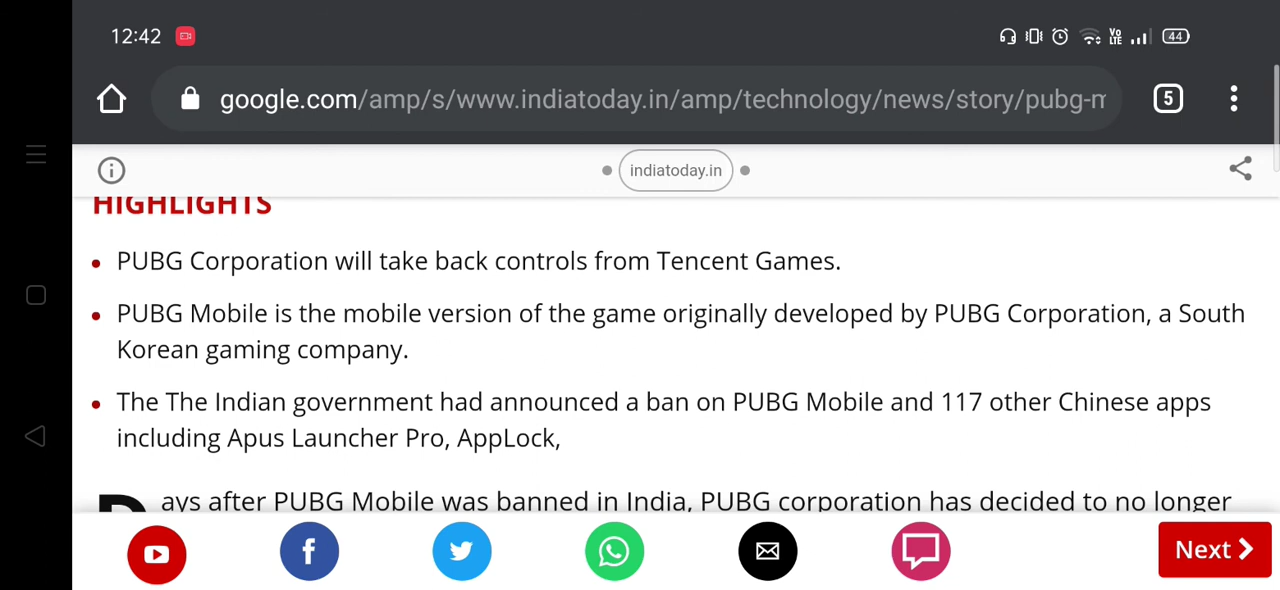 12:42
VO LTE 44
google.com/amp/s/www.indiatoday.in/amp/technology/news/story/pubg-m
5
indiatoday.in
HIGHLIGHTS
• PUBG Corporation will take back controls from Tencent Games.
• PUBG Mobile is the mobile version of the game originally developed by PUBG Corporation, a South
Korean gaming company.
• The The Indian government had announced a ban on PUBG Mobile and 117 other Chinese apps
including Apus Launcher Pro, AppLock,
Days after PUBG Mobile was banned in India, PUBG corporation has decided to no longer
Next